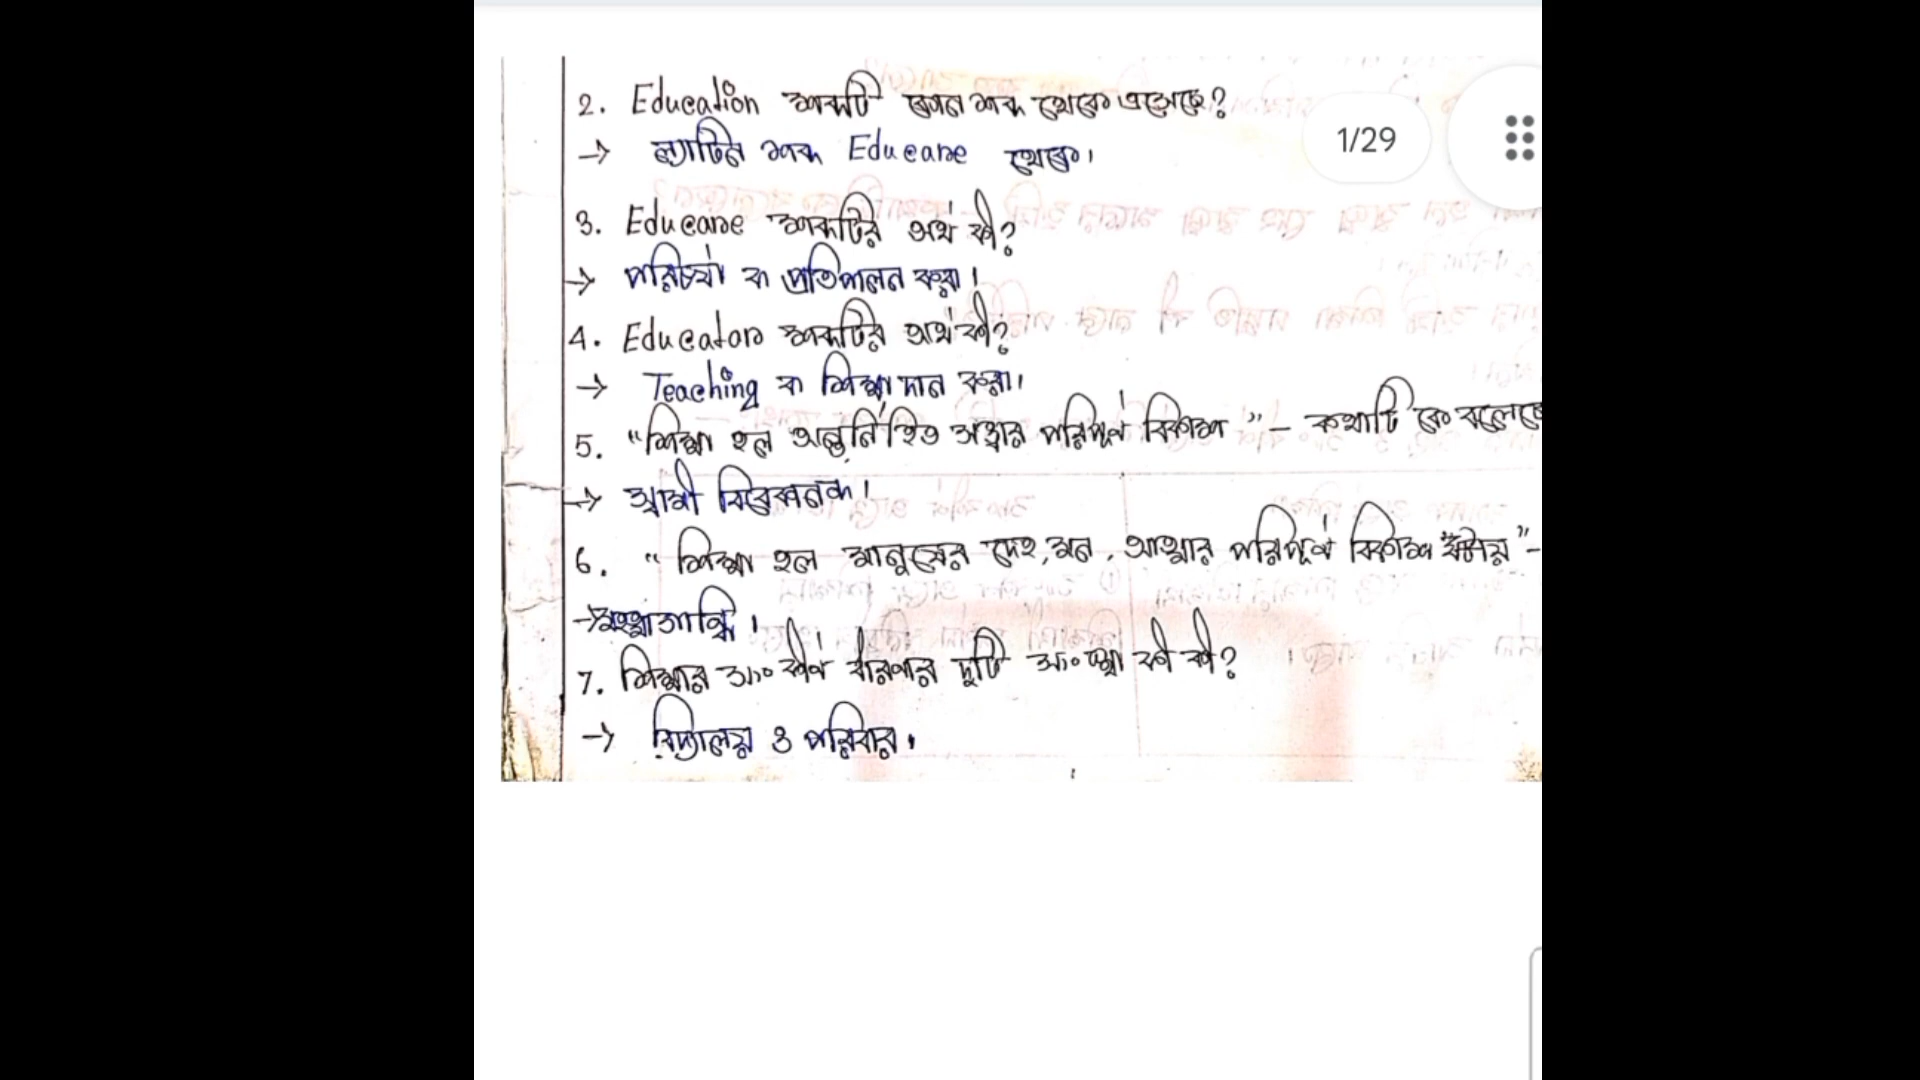 2. Education শব্দটি কোন শব্দ থেকে এসেছে?
1/29
→ ল্যাটিন শব্দ Educare থেকে।
3. Educare শব্দটির অর্থ কী?
→ পরিচর্যা বা প্রতিপালন করা।
4. Educator শব্দটির অর্থ কী?
→ Teaching বা শিক্ষা দান করা।
5. "শিক্ষা হল অন্তর্নিহিত সত্ত্বার পরিপূর্ণ বিকাশ" – কথাটি কে বলেছে
→ স্বামী বিবেকানন্দ।
6. "শিক্ষা হল মানুষের দেহ, মন, আত্মার পরিপূর্ণ বিকাশ ঘটায়" –
→ মহাত্মা গান্ধি।
7. শিক্ষার সংকীর্ণ ধারণার দুটি সংস্থা কী কী?
→ বিদ্যালয় ও পরিবার।